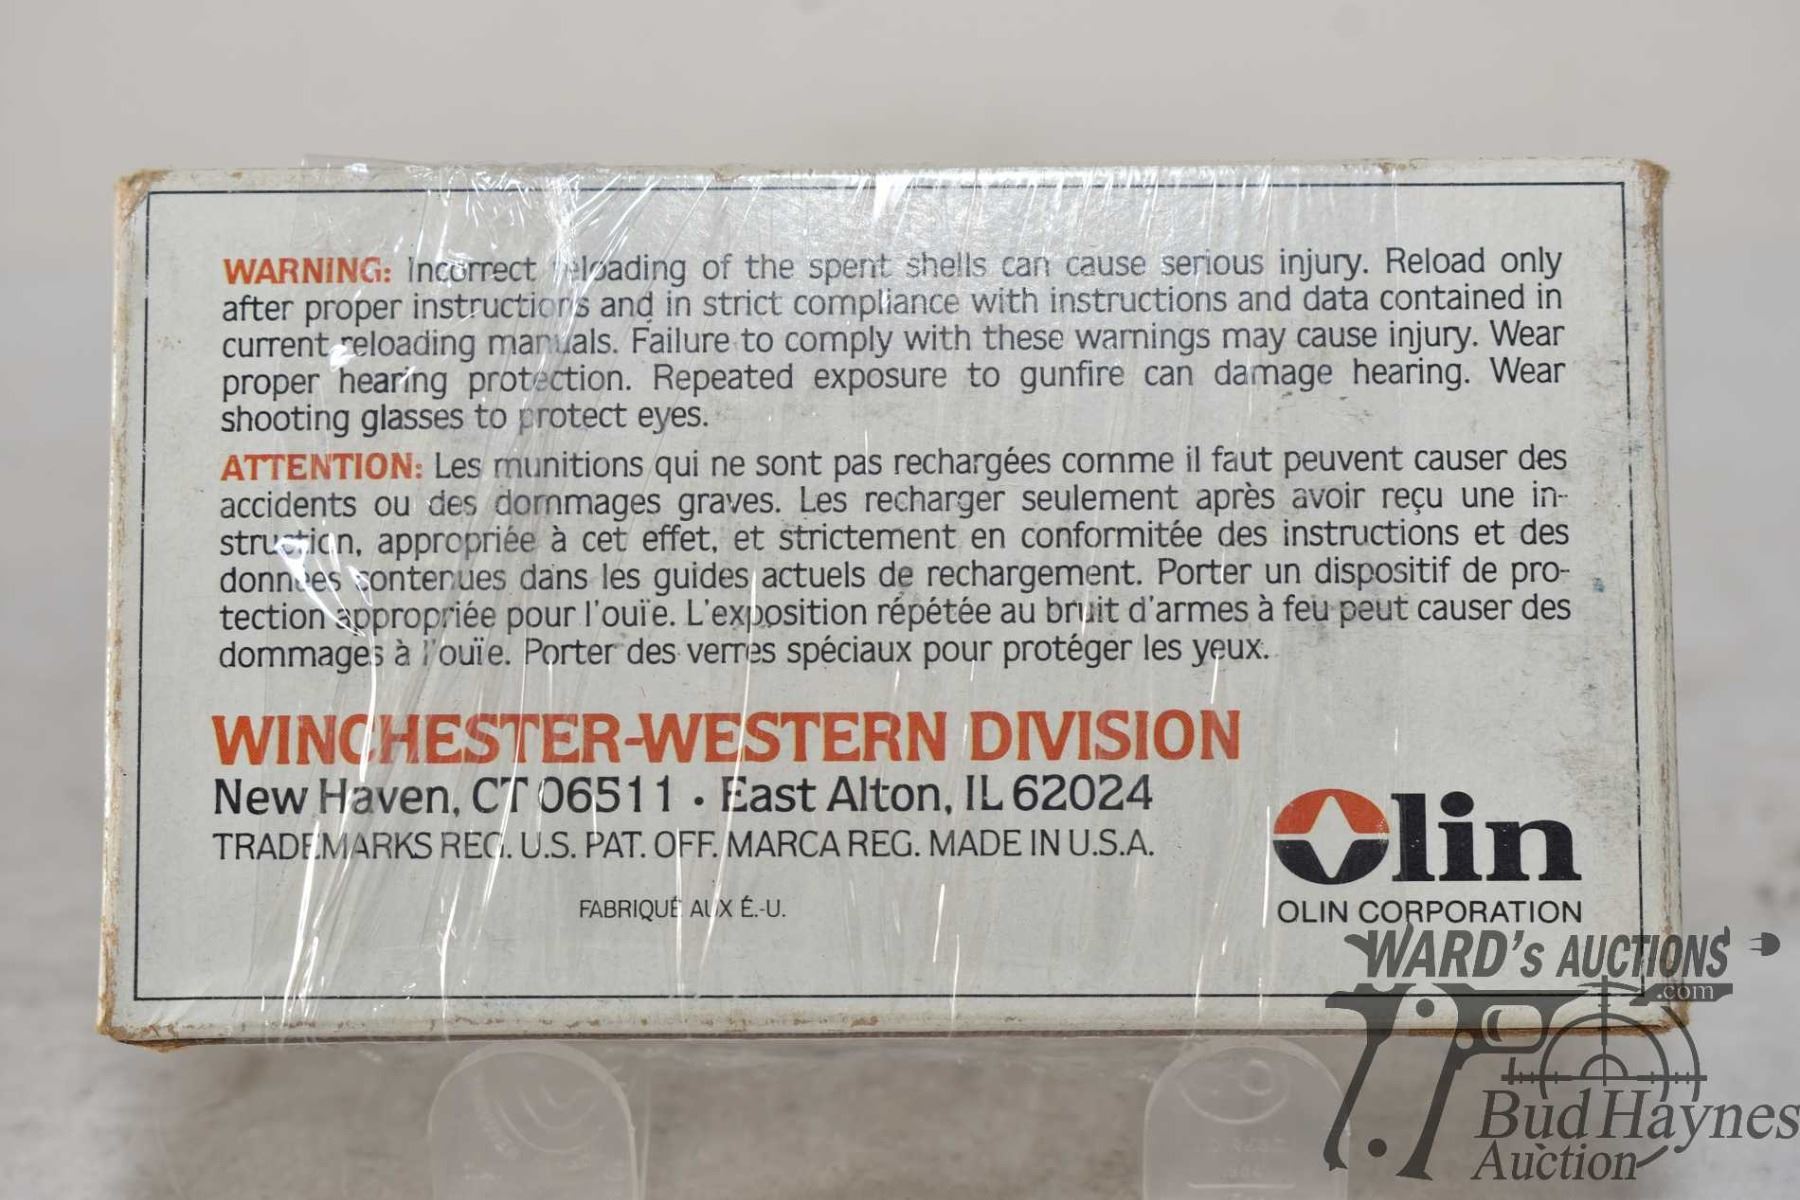 WARNING: Incorrect reloading of the spent shells can cause serious injury. Reload only
after proper instructions and in strict compliance with instructions and data contained in
current reloading manuals. Failure to comply with these warnings may cause injury. Wear
proper hearing protection. Repeated exposure to gunfire can damage hearing. Wear
shooting glasses to protect eyes.
ATTENTION: Les munitions qui ne sont pas rechargées comme il faut peuvent causer des
accidents ou des dommages graves. Les recharger seulement après avoir reçu une in-
struction, appropriée à cet effet, et strictement en conformitée des instructions et des
données contenues dans les guides actuels de rechargement. Porter un dispositif de pro-
tection appropriée pour l'ouïe. L'exposition répétée au bruit d'armes à feu peut causer des
dommages à l'ouïe. Porter des verres spéciaux pour protéger les yeux.
WINCHESTER-WESTERN DIVISION
New Haven, CT 06511 • East Alton, IL 62024
TRADEMARKS REG. U.S. PAT. OFF. MARCA REG. MADE IN U.S.A.
FABRIQUÉ AUX É.-U.
Olin
OLIN CORPORATION
WARD's AUCTIONS
.com
Bud Haynes
Auction